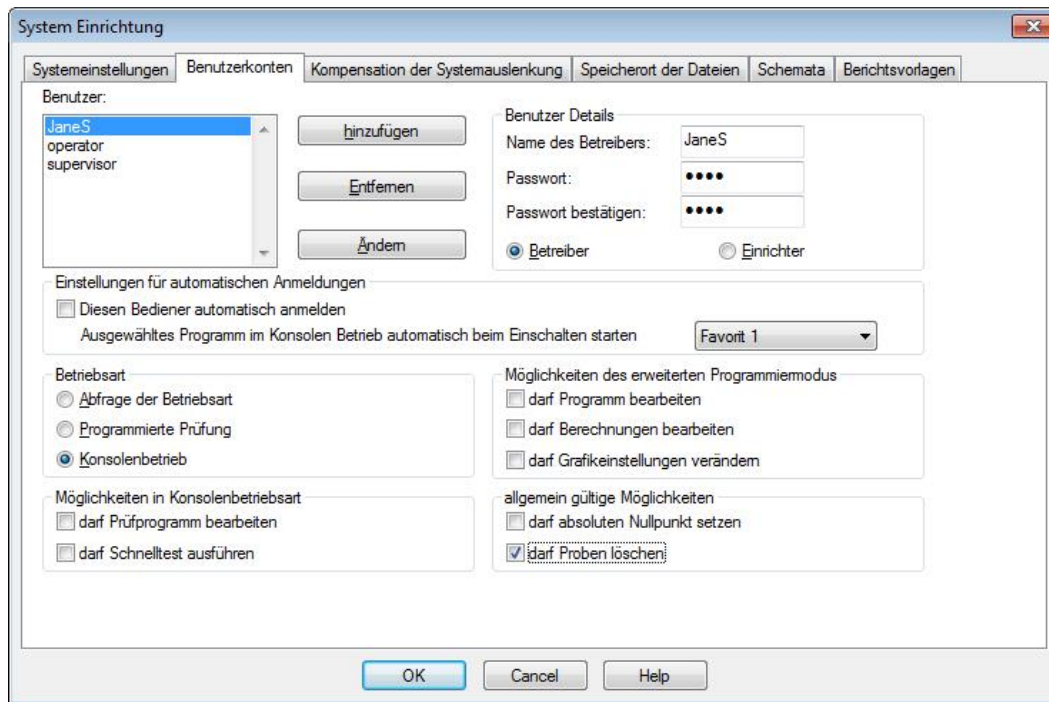 System Einrichtung
Systemeinstellungen Benutzerkonten Kompensation der Systemauslenkung Speicherort der Dateien Schemata Berichtsvorlagen
Benutzer:
JaneS
operator
supervisor
hinzufügen
Entfernen
Ändern
Benutzer Details
Name des Betreibers: JaneS
Passwort: ••••
Passwort bestätigen: ••••
Betreiber Einrichter
Einstellungen für automatischen Anmeldungen
Diesen Bediener automatisch anmelden
Ausgewähltes Programm im Konsolen Betrieb automatisch beim Einschalten starten Favorit 1
Betriebsart
Abfrage der Betriebsart
Programmierte Prüfung
Konsolenbetrieb
Möglichkeiten des erweiterten Programmiermodus
darf Programm bearbeiten
darf Berechnungen bearbeiten
darf Grafikeinstellungen verändern
Möglichkeiten in Konsolenbetriebsart
darf Prüfprogramm bearbeiten
darf Schnelltest ausführen
allgemein gültige Möglichkeiten
darf absoluten Nullpunkt setzen
darf Proben löschen
OK Cancel Help